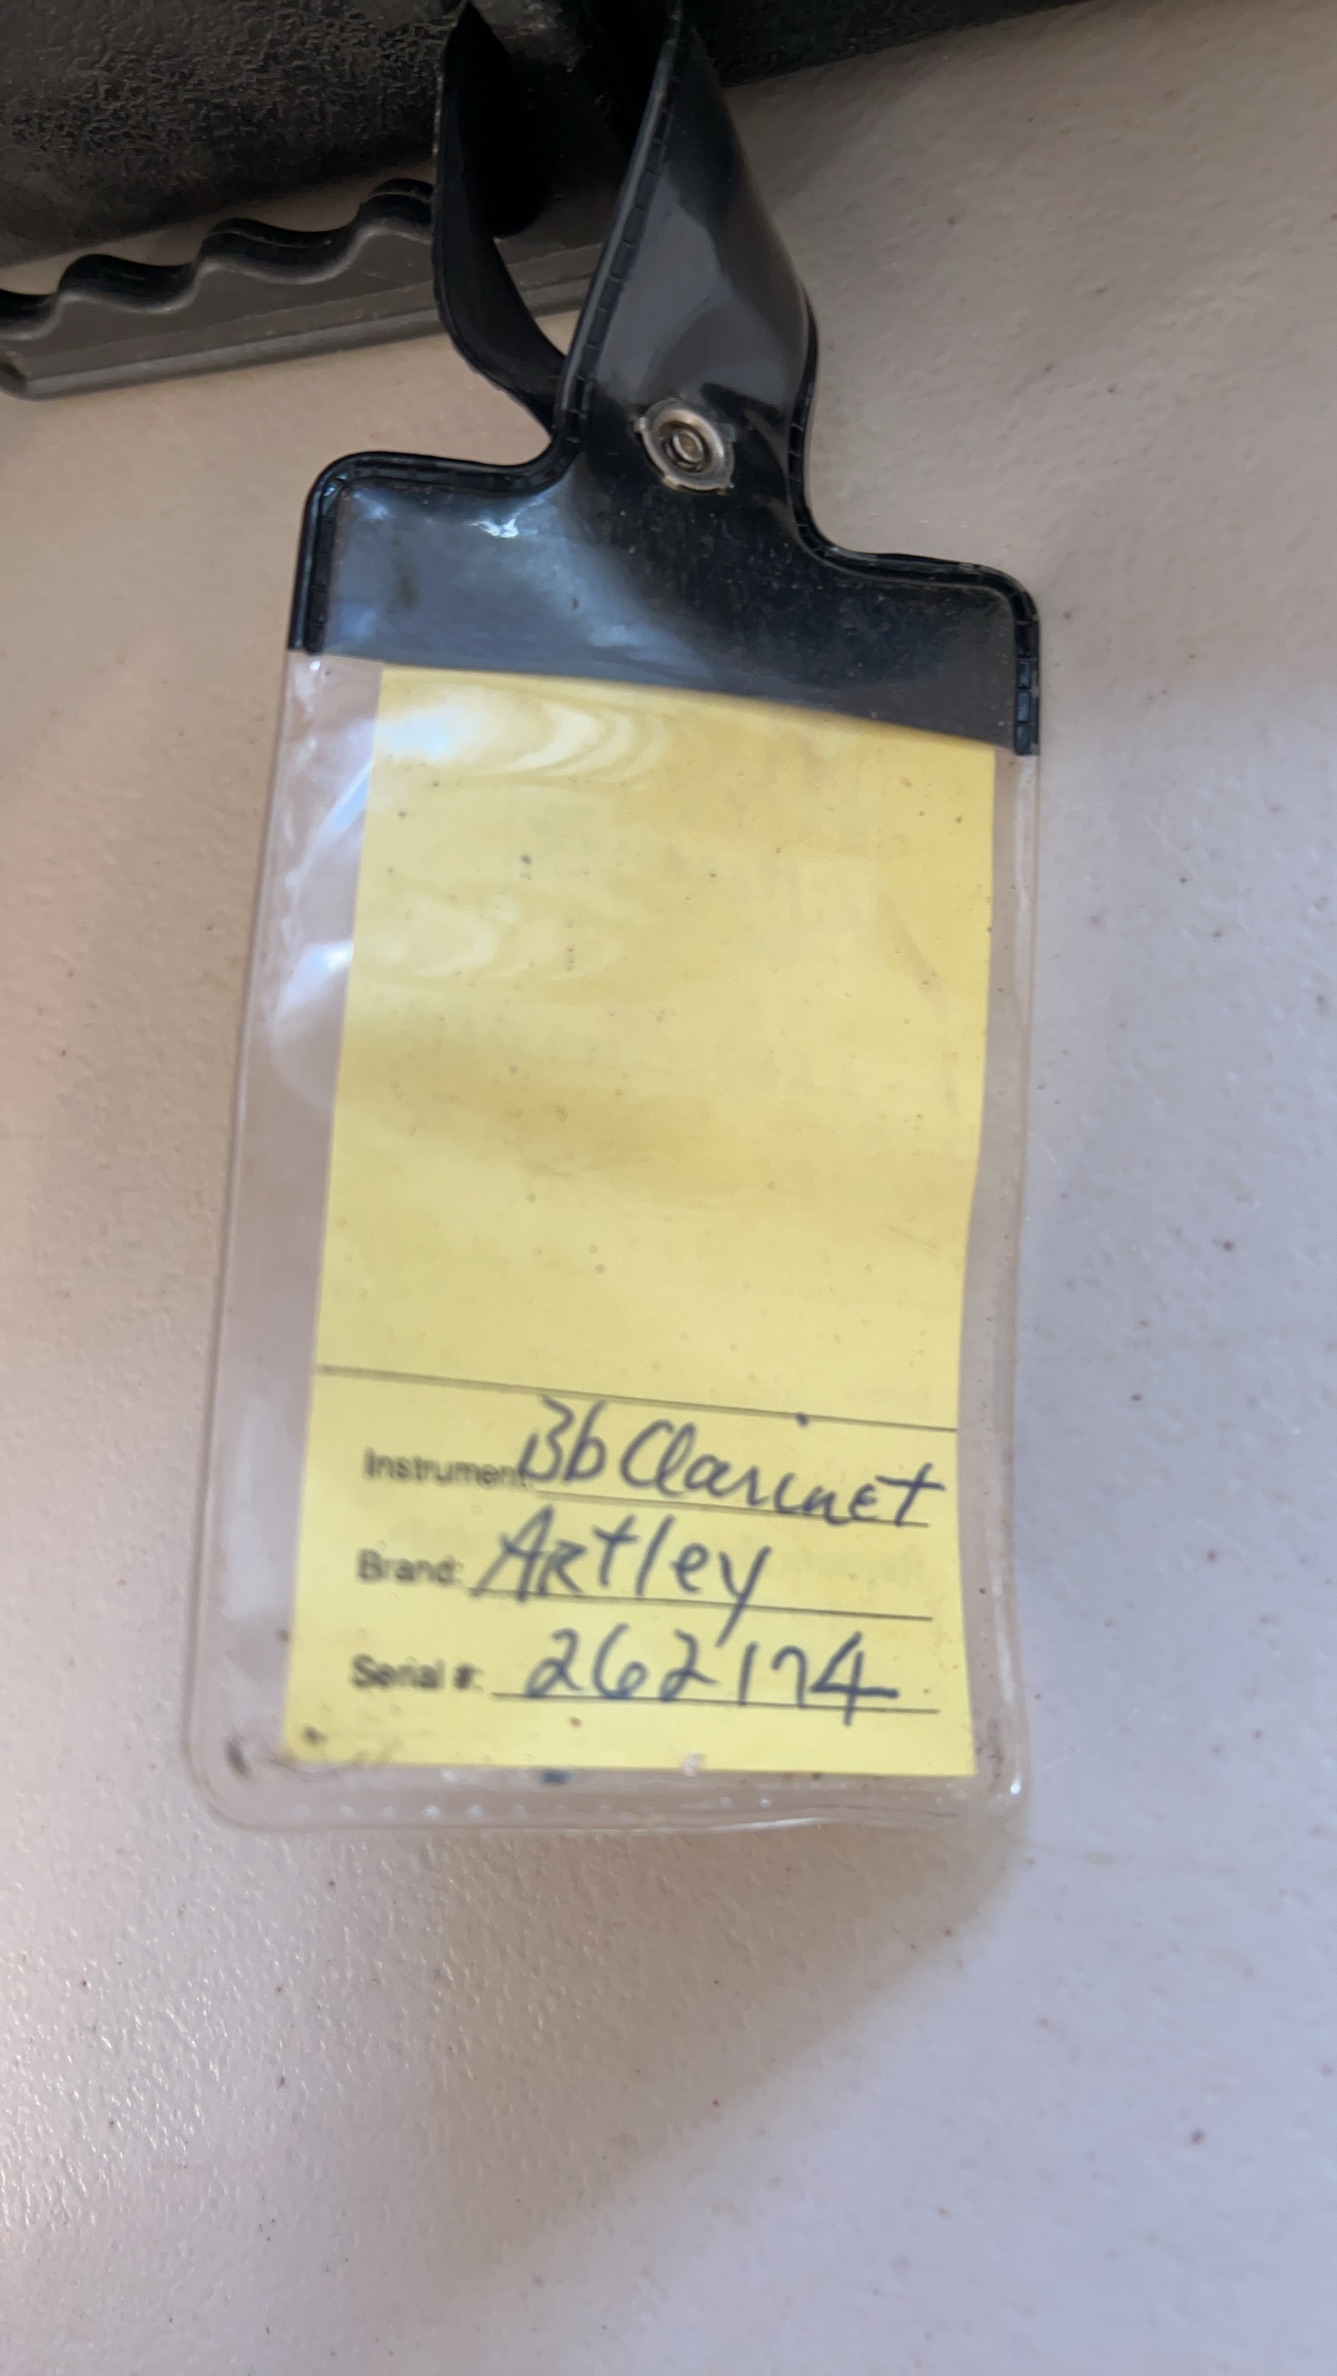 Instrument Bb Clarinet
Brand: Artley
Serial #: 262174